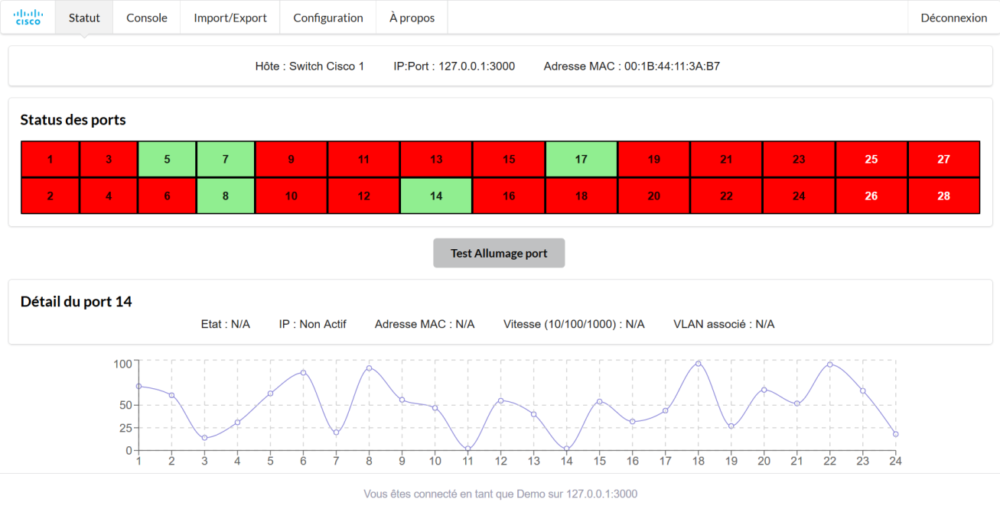 cisco Statut Console Import/Export Configuration À propos Déconnexion
Hôte : Switch Cisco 1 IP:Port : 127.0.0.1:3000 Adresse MAC : 00:1B:44:11:3A:B7
Status des ports
1 3 5 7 9 11 13 15 17 19 21 23 25 27
2 4 6 8 10 12 14 16 18 20 22 24 26 28
Test Allumage port
Détail du port 14
Etat : N/A IP : Non Actif Adresse MAC : N/A Vitesse (10/100/1000) : N/A VLAN associé : N/A
100
50
25
0
1 2 3 4 5 6 7 8 9 10 11 12 13 14 15 16 17 18 19 20 21 22 23 24
Vous êtes connecté en tant que Demo sur 127.0.0.1:3000